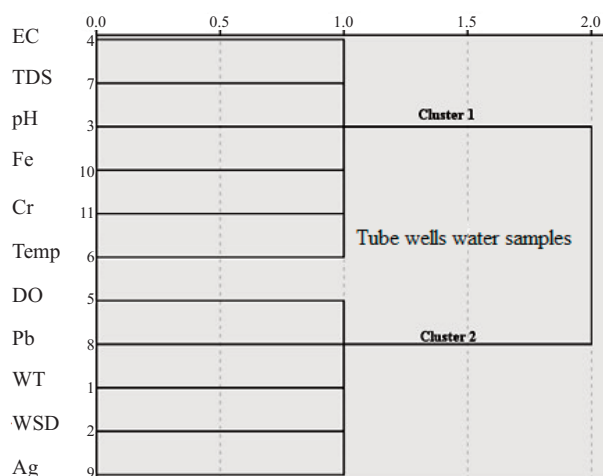 0.0 0.5 1.0 1.5 2.0
EC 4
TDS 7
pH 3 Cluster 1
Fe 10
Cr 11
Tube wells water samples
Temp 6
DO 5
Pb 8 Cluster 2
WT 1
WSD 2
Ag 9